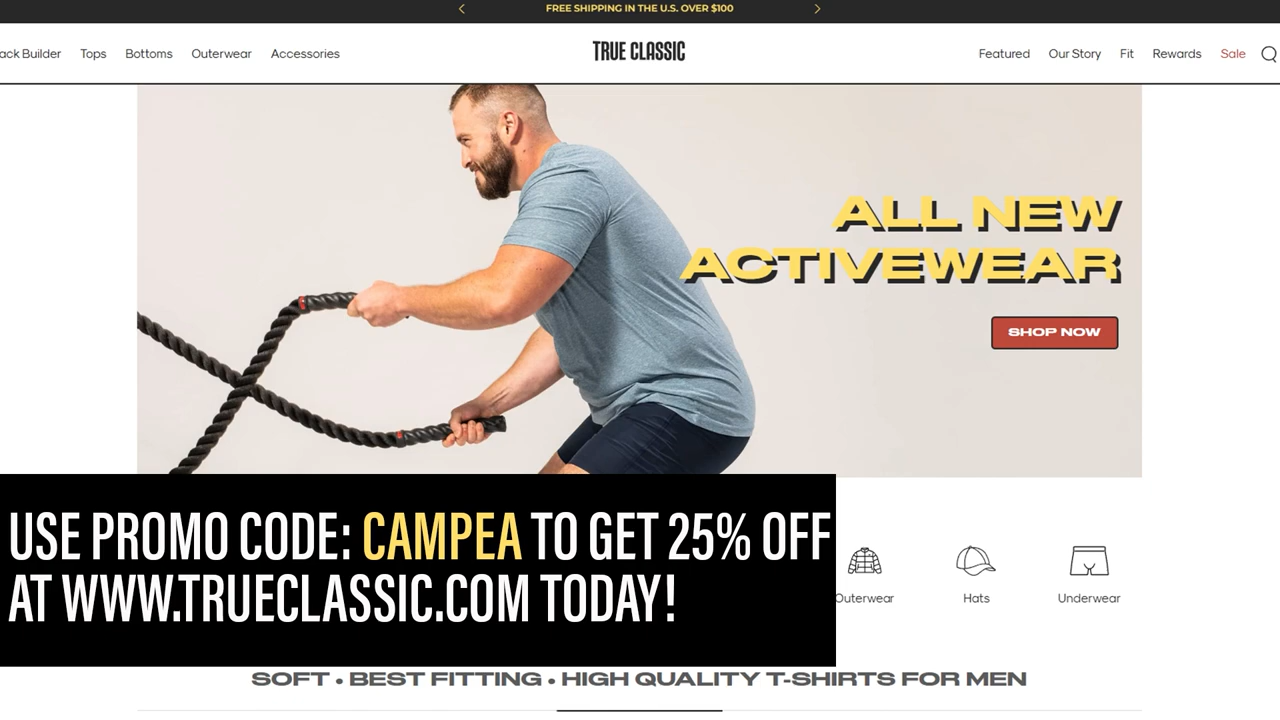 FREE SHIPPING IN THE U.S. OVER $100
ack Builder Tops Bottoms Outerwear Accessories TRUE CLASSIC Featured Our Story Fit Rewards Sale
ALL NEW
ACTIVEWEAR
SHOP NOW
USE PROMO CODE: CAMPEA TO GET 25% OFF
AT WWW.TRUECLASSIC.COM TODAY!
Outerwear Hats Underwear
SOFT • BEST FITTING • HIGH QUALITY T-SHIRTS FOR MEN